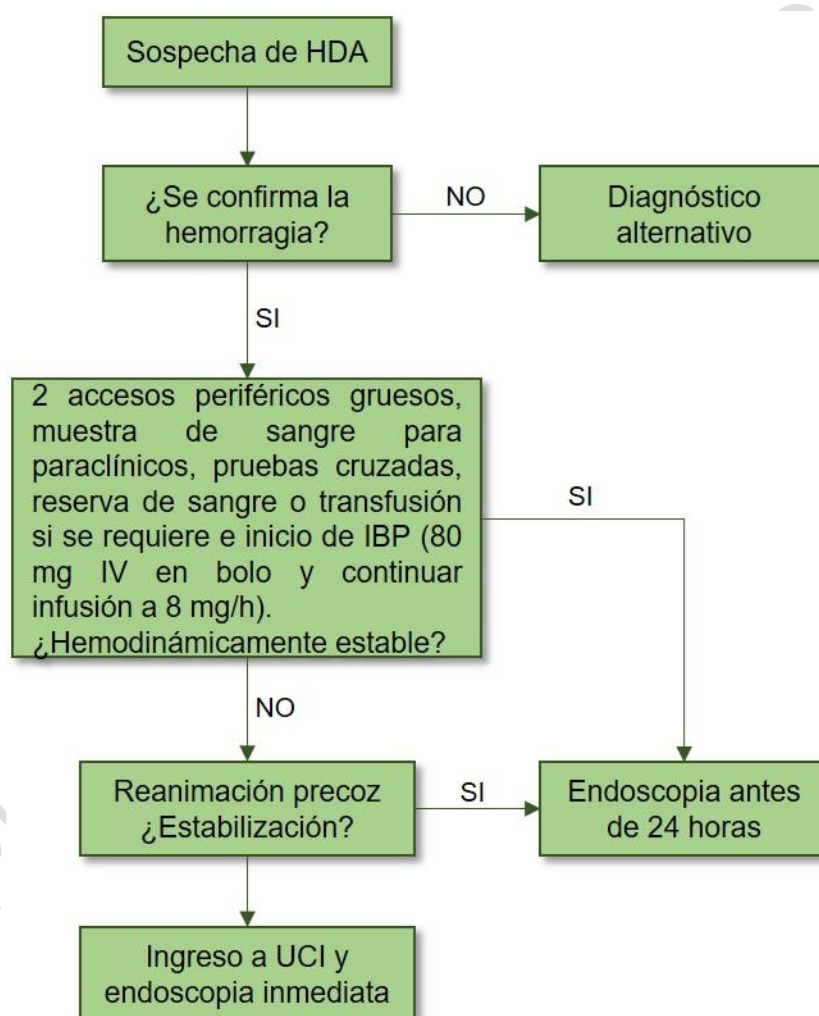 Sospecha de HDA
¿Se confirma la
hemorragia?
NO
Diagnóstico
alternativo
SI
2 accesos periféricos gruesos,
muestra de sangre para
paraclínicos, pruebas cruzadas,
reserva de sangre o transfusión
si se requiere e inicio de IBP (80
mg IV en bolo y continuar
infusión a 8 mg/h).
¿Hemodinámicamente estable?
SI
NO
Reanimación precoz
¿Estabilización?
SI
Endoscopia antes
de 24 horas
Ingreso a UCI y
endoscopia inmediata